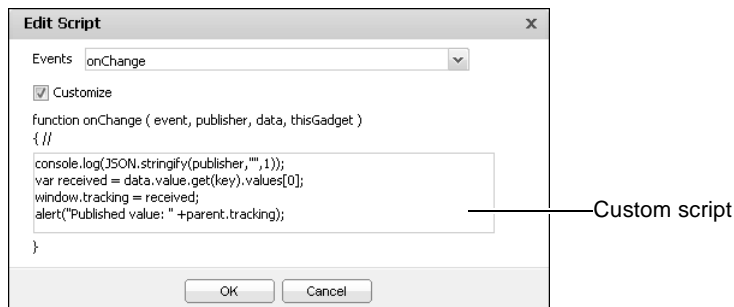 Edit Script
x
Events onChange
Customize
function onChange ( event, publisher, data, thisGadget )
{ //
console.log(JSON.stringify(publisher,"",1));
var received = data.value.get(key).values[0];
window.tracking = received;
alert("Published value: " +parent.tracking);
Custom script
}
OK Cancel